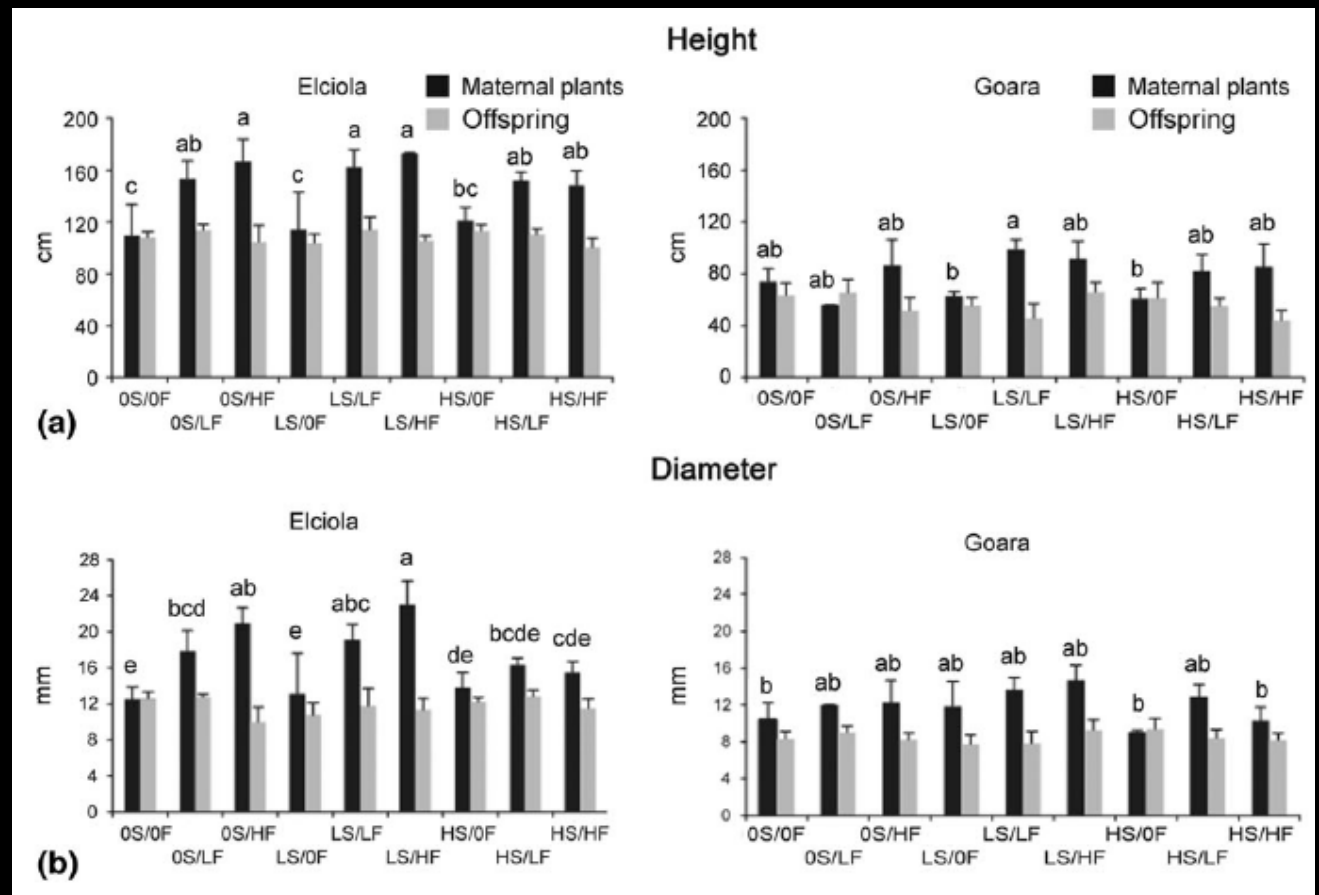 Height
Elciola
Maternal plants
Offspring
200
160
120
80
40
0
cm
c
ab
a
c
a
a
bc
ab
ab
0S/0F
0S/LF
0S/HF
LS/0F
LS/LF
LS/HF
HS/0F
HS/LF
HS/HF
Goara
Maternal plants
Offspring
200
160
120
80
40
0
cm
ab
ab
ab
b
a
ab
b
ab
ab
0S/0F
0S/LF
0S/HF
LS/0F
LS/LF
LS/HF
HS/0F
HS/LF
HS/HF
(a)
Diameter
Elciola
28
24
20
16
12
8
4
0
mm
e
bcd
ab
e
abc
a
de
bcde
cde
0S/0F
0S/LF
0S/HF
LS/0F
LS/LF
LS/HF
HS/0F
HS/LF
HS/HF
Goara
28
24
20
16
12
8
4
0
mm
b
ab
ab
ab
ab
ab
b
ab
b
0S/0F
0S/LF
0S/HF
LS/0F
LS/LF
LS/HF
HS/0F
HS/LF
HS/HF
(b)